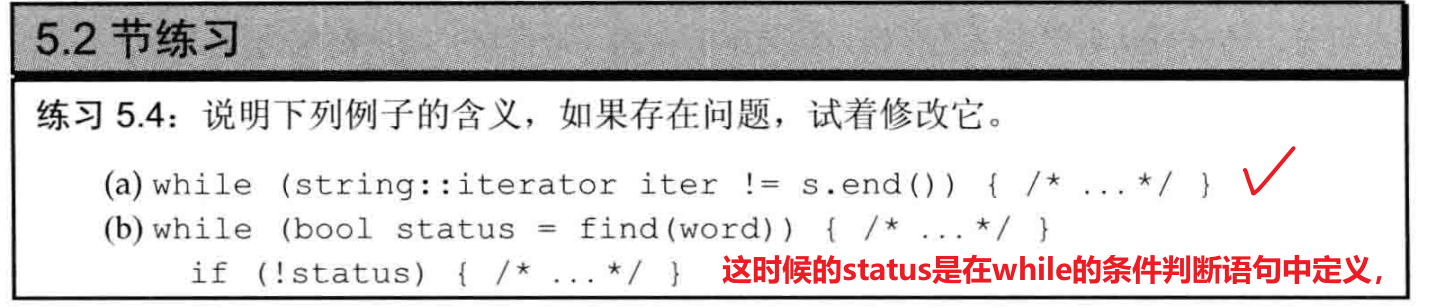 5.2 节练习
练习 5.4：说明下列例子的含义，如果存在问题，试着修改它。
(a) while (string::iterator iter != s.end()) { /* ... */ }
(b) while (bool status = find(word)) { /* ... */ }
if (!status) { /* ... */ } 这时候的status是在while的条件判断语句中定义，